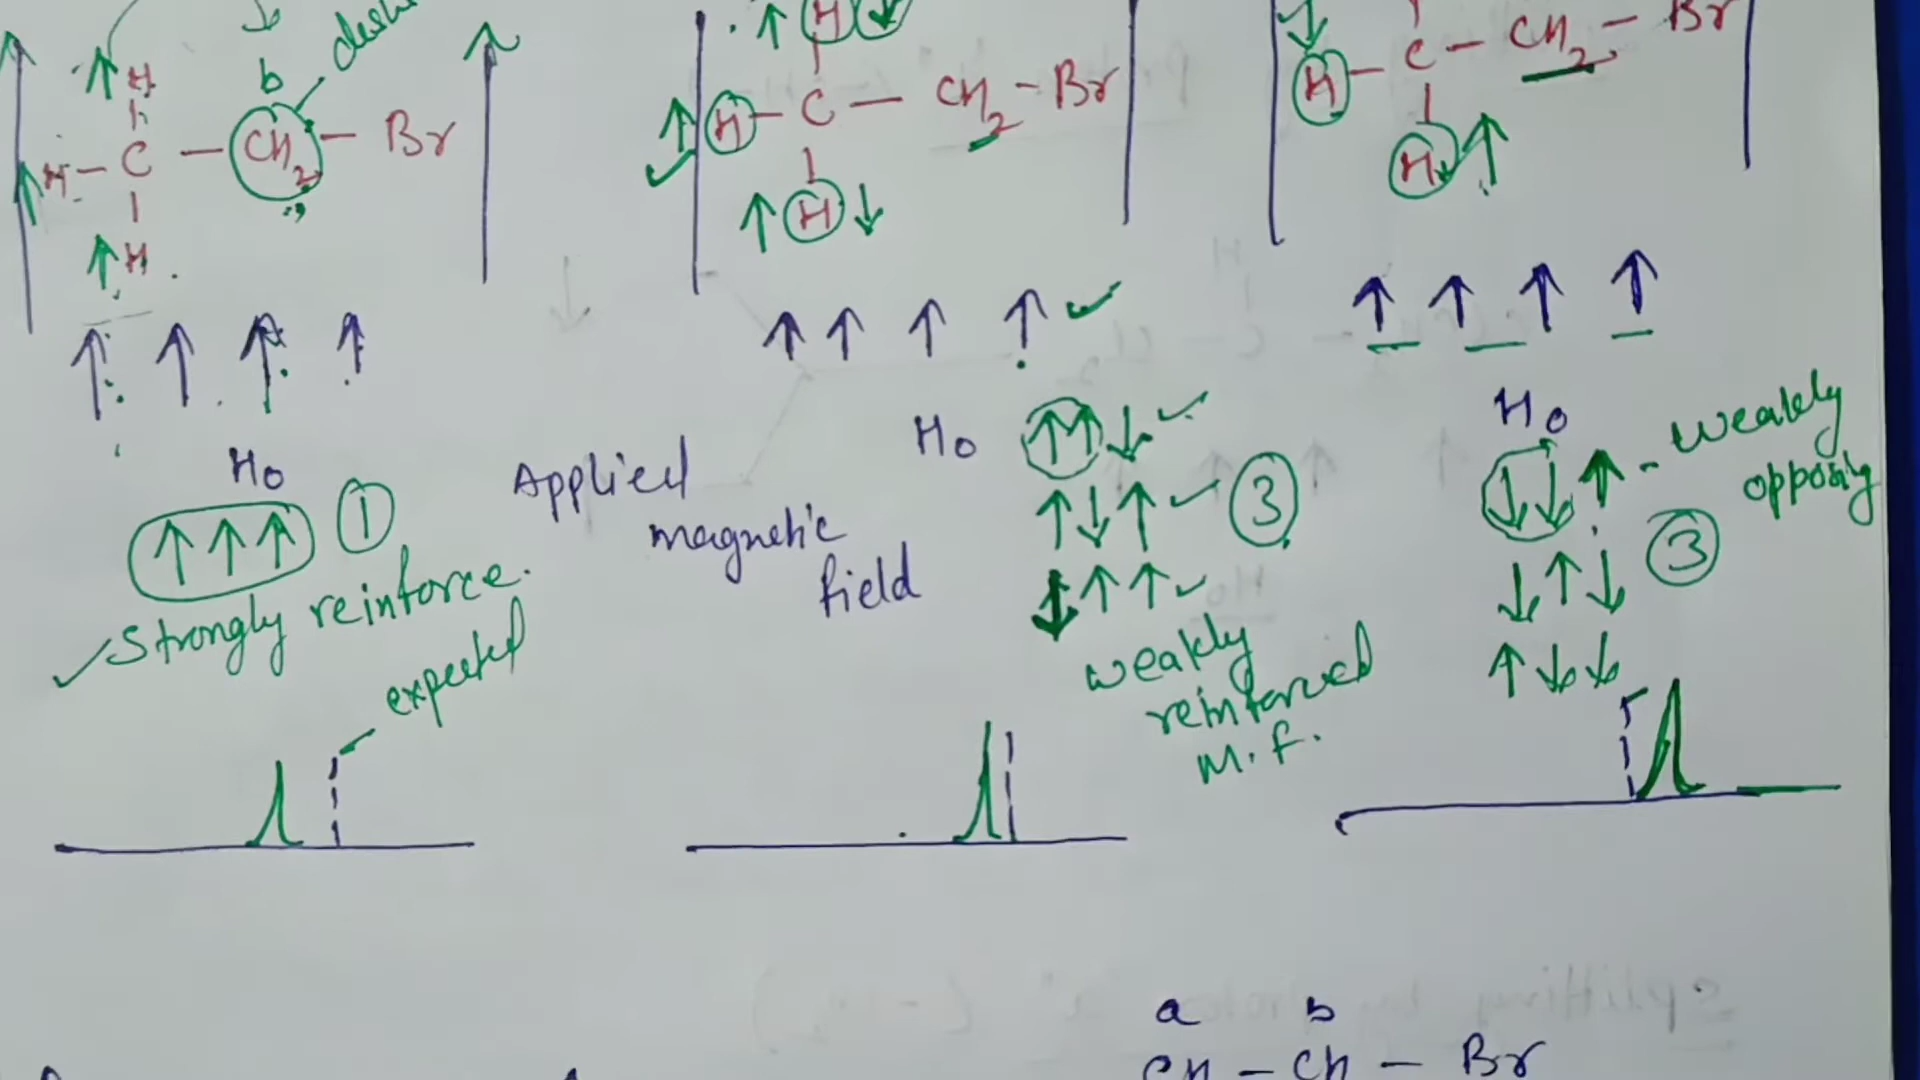 b
H
H - C - CH2 - Br
H
H
H - C - CH2 - Br
H
H - C - CH2 - Br
H
Ho
①
Strongly reinforce.
expected
Applied
magnetic
field
Ho
③
weakly
reinforced
M.f.
Ho
weakly
opposing
③
a b
CH - CH - Br